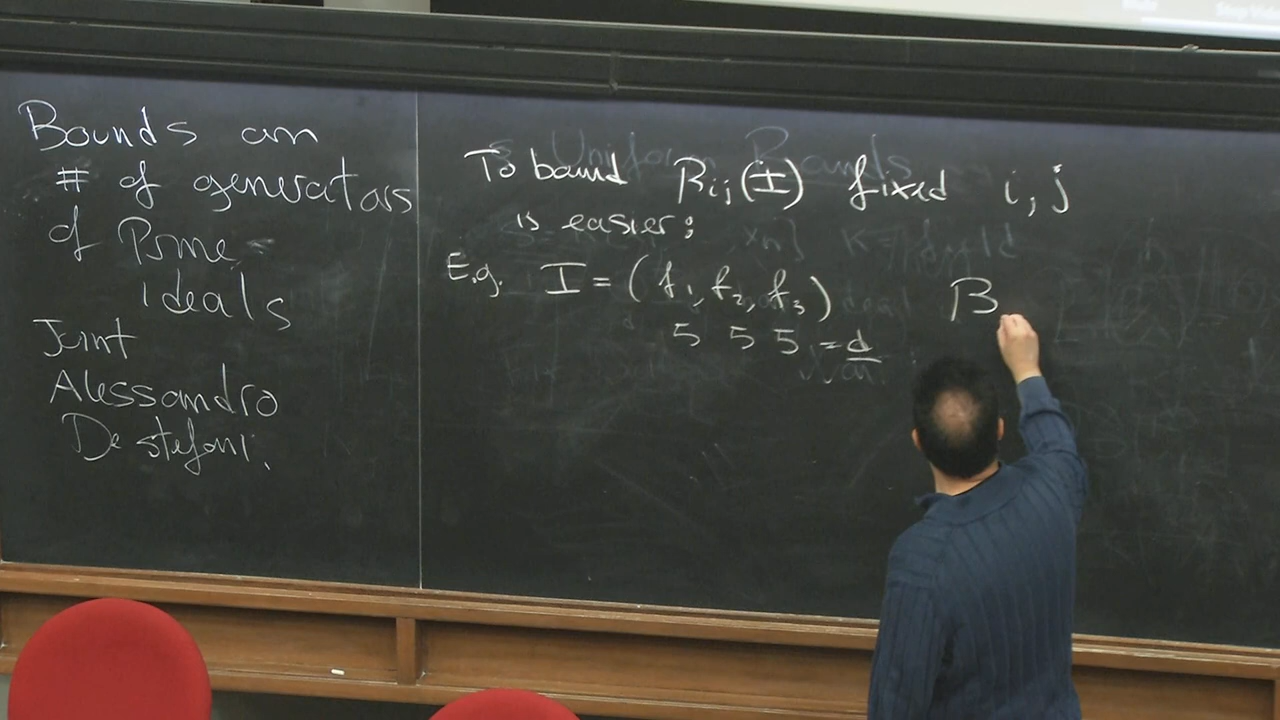 Bounds on
# of generators
of Prime
ideals
Joint
Alessandro
De Stefani.
To bound βij(I) fixed i, j
is easier:
E.g. I = (f1, f2, f3) β
5 5 5 = d